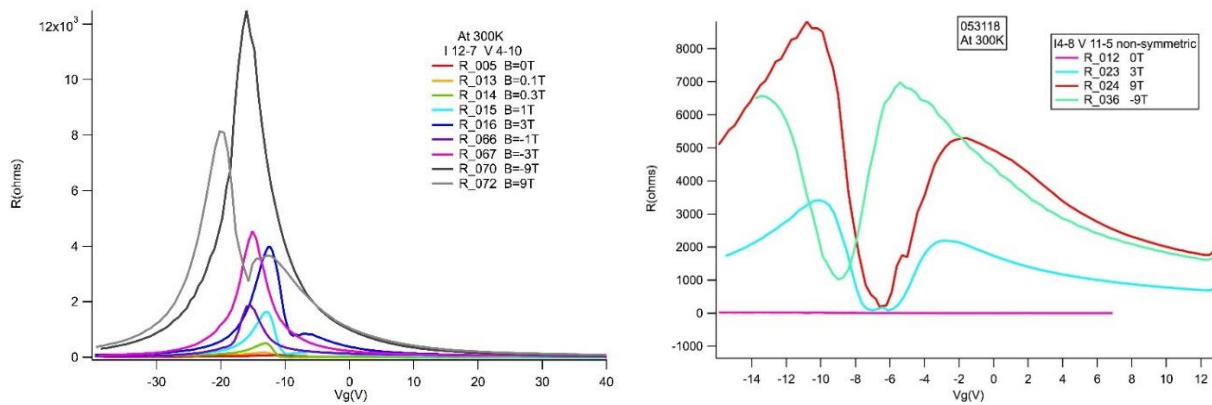 12x10³
10
8
6
4
2
0
R(ohms)
-30
-20
-10
0
10
20
30
40
Vg(V)
At 300K
I 12-7 V 4-10
R_005 B=0T
R_013 B=0.1T
R_014 B=0.3T
R_015 B=1T
R_016 B=3T
R_066 B=-1T
R_067 B=-3T
R_070 B=-9T
R_072 B=9T
8000
7000
6000
5000
4000
3000
2000
1000
0
-1000
R(ohms)
-14
-12
-10
-8
-6
-4
-2
0
2
4
6
8
10
12
Vg(V)
053118
At 300K
I4-8 V 11-5 non-symmetric
R_012 0T
R_023 3T
R_024 9T
R_036 -9T